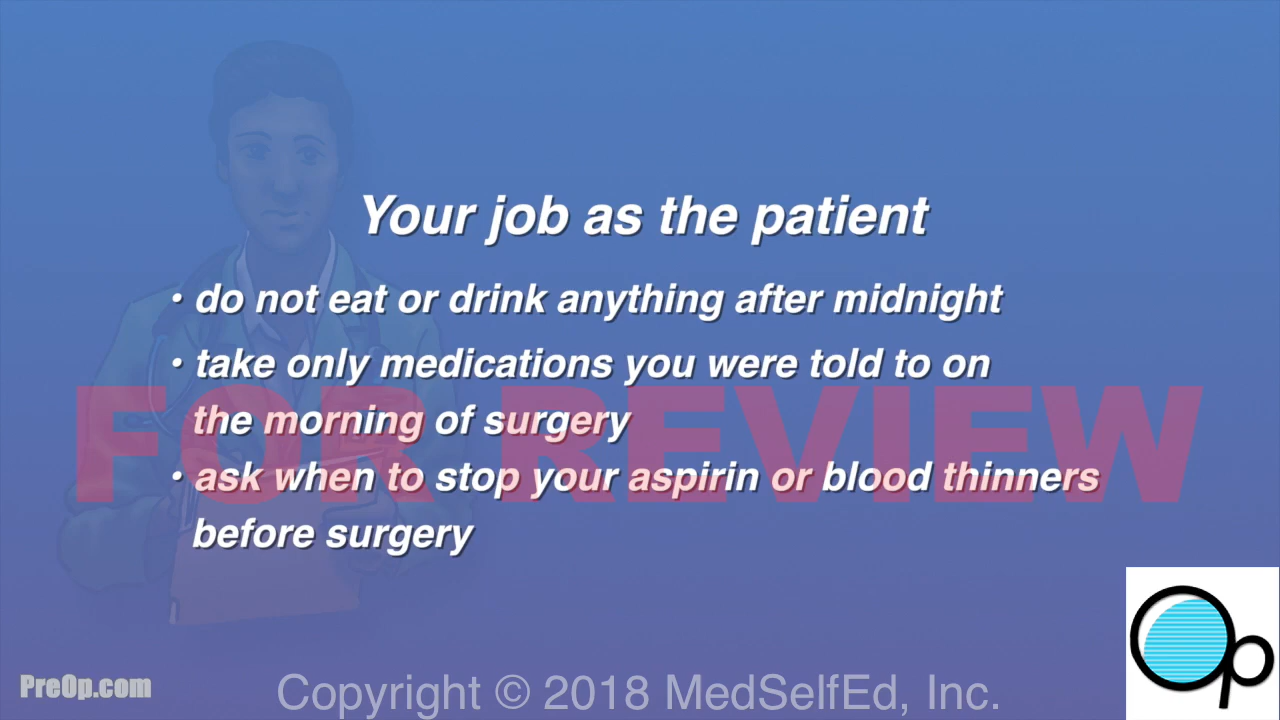 Your job as the patient
• do not eat or drink anything after midnight
• take only medications you were told to on
the morning of surgery
FOR REVIEW
• ask when to stop your aspirin or blood thinners
before surgery
Op
PreOp.com
Copyright © 2018 MedSelfEd, Inc.